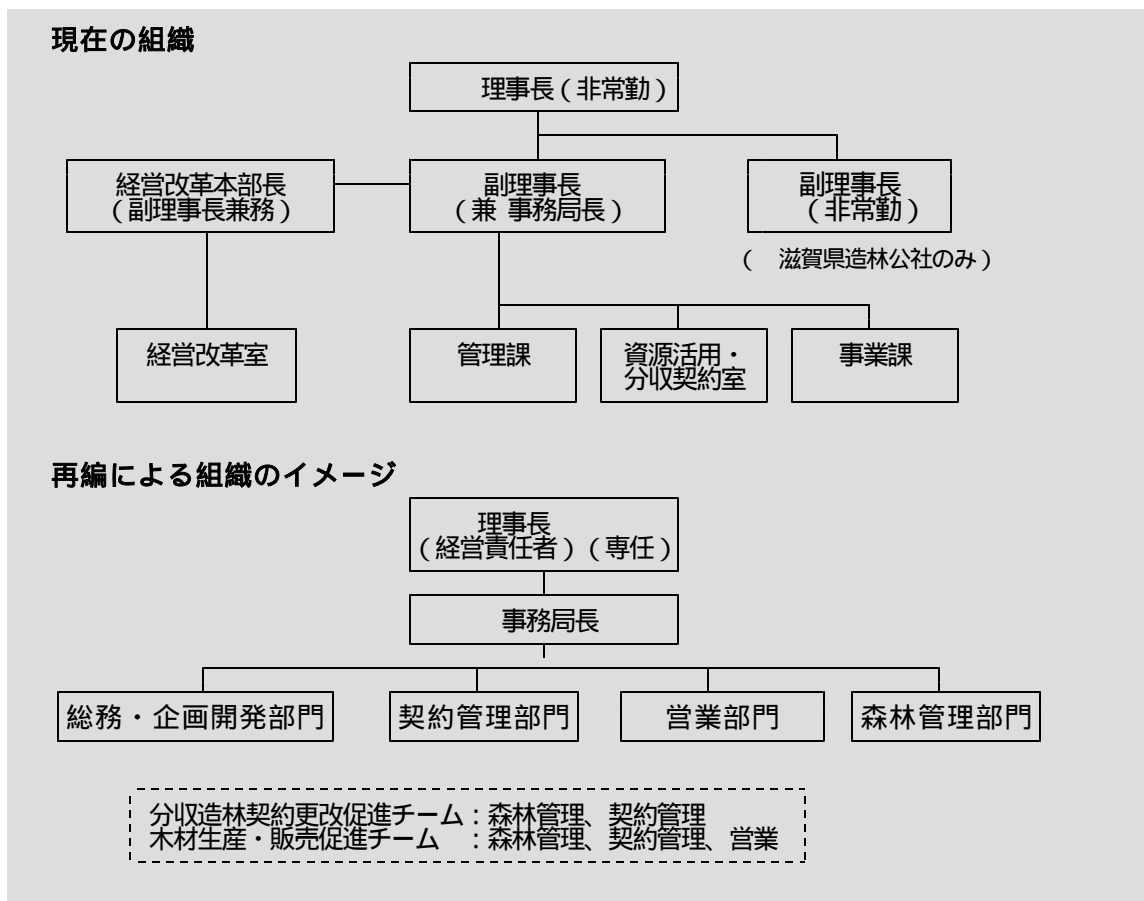 現在の組織
理事長(非常勤)
経営改革本部長
(副理事長兼務)
副理事長
(兼 事務局長)
副理事長
(非常勤)
( 滋賀県造林公社のみ)
経営改革室
管理課
資源活用・
分収契約室
事業課
再編による組織のイメージ
理事長
(経営責任者)(専任)
事務局長
総務・企画開発部門
契約管理部門
営業部門
森林管理部門
分収造林契約更改促進チーム:森林管理、契約管理
木材生産・販売促進チーム :森林管理、契約管理、営業